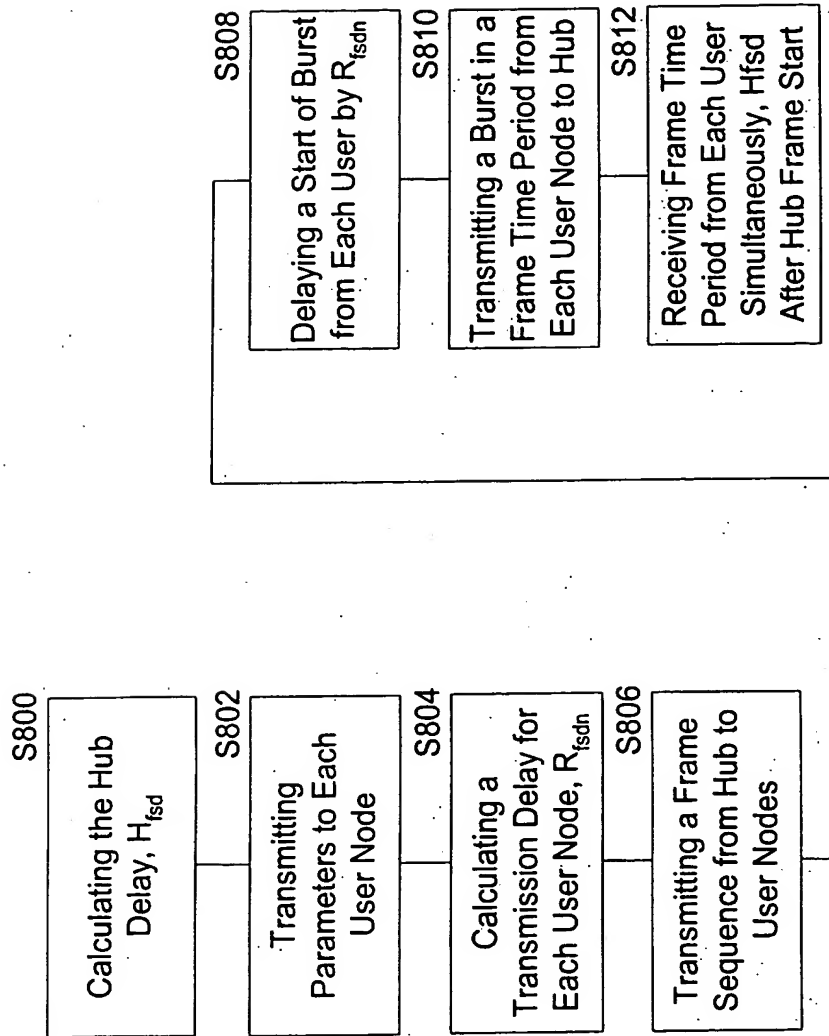 S800
Calculating the Hub
Delay, Hfsd
S802
Transmitting
Parameters to Each
User Node
S804
Calculating a
Transmission Delay for
Each User Node, Rfsdn
S806
Transmitting a Frame
Sequence from Hub to
User Nodes
S808
Delaying a Start of Burst
from Each User by Rfsdn
S810
Transmitting a Burst in a
Frame Time Period from
Each User Node to Hub
S812
Receiving Frame Time
Period from Each User
Simultaneously, Hfsd
After Hub Frame Start